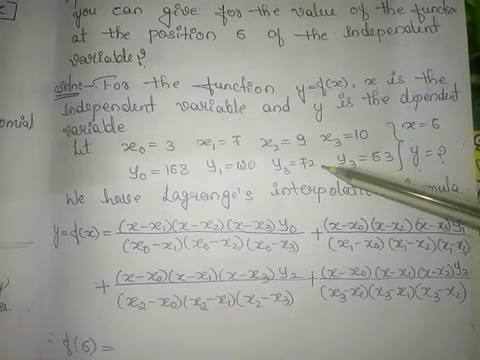 you can give for the value of the function
at the position 6 of the independent
variable?
Soln:- For the function y=f(x), x is the
independent variable and y is the dependent
variable.
Let x₀=3 x₁=7 x₂=9 x₃=10 } x=6
y₀=168 y₁=120 y₃=72 y₃=63 } y=?
We have Lagrange's interpolation formula
y=f(x)= (x-x₁)(x-x₂)(x-x₃)y₀ / (x₀-x₁)(x₀-x₂)(x₀-x₃) + (x-x₀)(x-x₂)(x-x₃)y₁ / (x₁-x₀)(x₁-x₂)(x₁-x₃)
+ (x-x₀)(x-x₁)(x-x₃)y₂ / (x₂-x₀)(x₂-x₁)(x₂-x₃) + (x-x₀)(x-x₁)(x-x₂)y₃ / (x₃-x₀)(x₃-x₁)(x₃-x₂)
∴ f(6) =